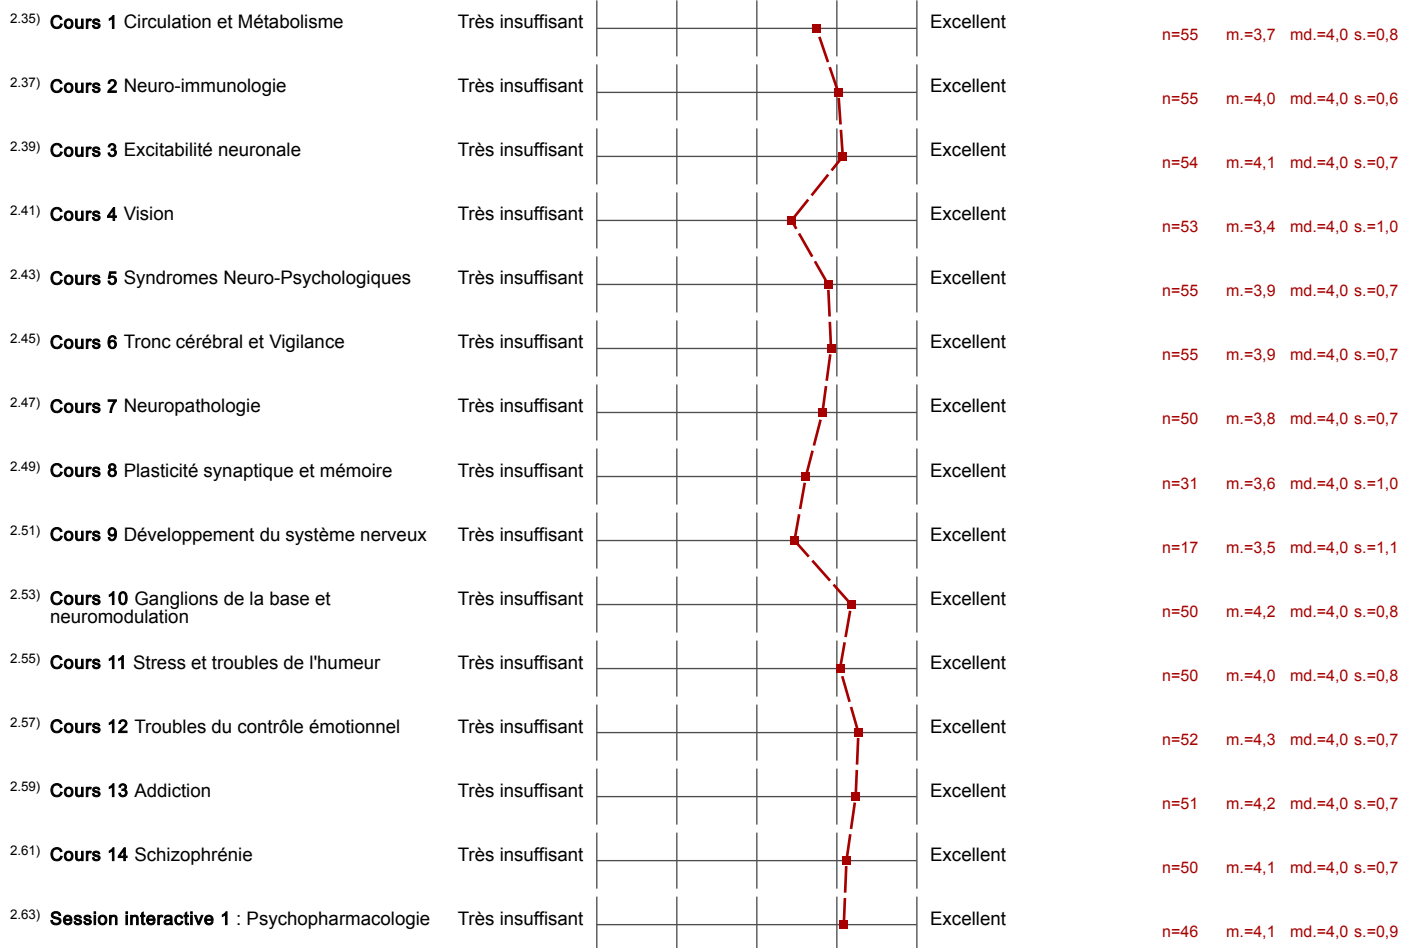 2.35) Cours 1 Circulation et Métabolisme Très insuffisant Excellent n=55 m.=3,7 md.=4,0 s.=0,8
2.37) Cours 2 Neuro-immunologie Très insuffisant Excellent n=55 m.=4,0 md.=4,0 s.=0,6
2.39) Cours 3 Excitabilité neuronale Très insuffisant Excellent n=54 m.=4,1 md.=4,0 s.=0,7
2.41) Cours 4 Vision Très insuffisant Excellent n=53 m.=3,4 md.=4,0 s.=1,0
2.43) Cours 5 Syndromes Neuro-Psychologiques Très insuffisant Excellent n=55 m.=3,9 md.=4,0 s.=0,7
2.45) Cours 6 Tronc cérébral et Vigilance Très insuffisant Excellent n=55 m.=3,9 md.=4,0 s.=0,7
2.47) Cours 7 Neuropathologie Très insuffisant Excellent n=50 m.=3,8 md.=4,0 s.=0,7
2.49) Cours 8 Plasticité synaptique et mémoire Très insuffisant Excellent n=31 m.=3,6 md.=4,0 s.=1,0
2.51) Cours 9 Développement du système nerveux Très insuffisant Excellent n=17 m.=3,5 md.=4,0 s.=1,1
2.53) Cours 10 Ganglions de la base et Très insuffisant Excellent n=50 m.=4,2 md.=4,0 s.=0,8
neuromodulation
2.55) Cours 11 Stress et troubles de l'humeur Très insuffisant Excellent n=50 m.=4,0 md.=4,0 s.=0,8
2.57) Cours 12 Troubles du contrôle émotionnel Très insuffisant Excellent n=52 m.=4,3 md.=4,0 s.=0,7
2.59) Cours 13 Addiction Très insuffisant Excellent n=51 m.=4,2 md.=4,0 s.=0,7
2.61) Cours 14 Schizophrénie Très insuffisant Excellent n=50 m.=4,1 md.=4,0 s.=0,7
2.63) Session interactive 1 : Psychopharmacologie Très insuffisant Excellent n=46 m.=4,1 md.=4,0 s.=0,9